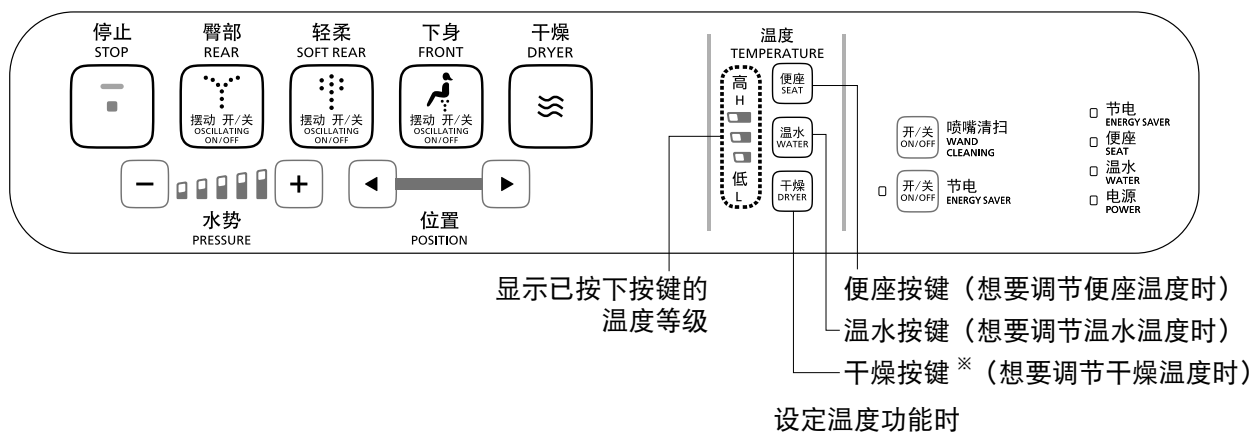 停止
STOP
臀部
REAR
轻柔
SOFT REAR
下身
FRONT
干燥
DRYER
摆动 开/关
OSCILLATING
ON/OFF
摆动 开/关
OSCILLATING
ON/OFF
摆动 开/关
OSCILLATING
ON/OFF
−
+
水势
PRESSURE
位置
POSITION
温度
TEMPERATURE
高
H
低
L
便座
SEAT
温水
WATER
干燥
DRYER
开/关
ON/OFF
喷嘴清扫
WAND
CLEANING
开/关
ON/OFF
节电
ENERGY SAVER
节电
ENERGY SAVER
便座
SEAT
温水
WATER
电源
POWER
显示已按下按键的
温度等级
便座按键（想要调节便座温度时）
温水按键（想要调节温水温度时）
干燥按键※（想要调节干燥温度时）
设定温度功能时